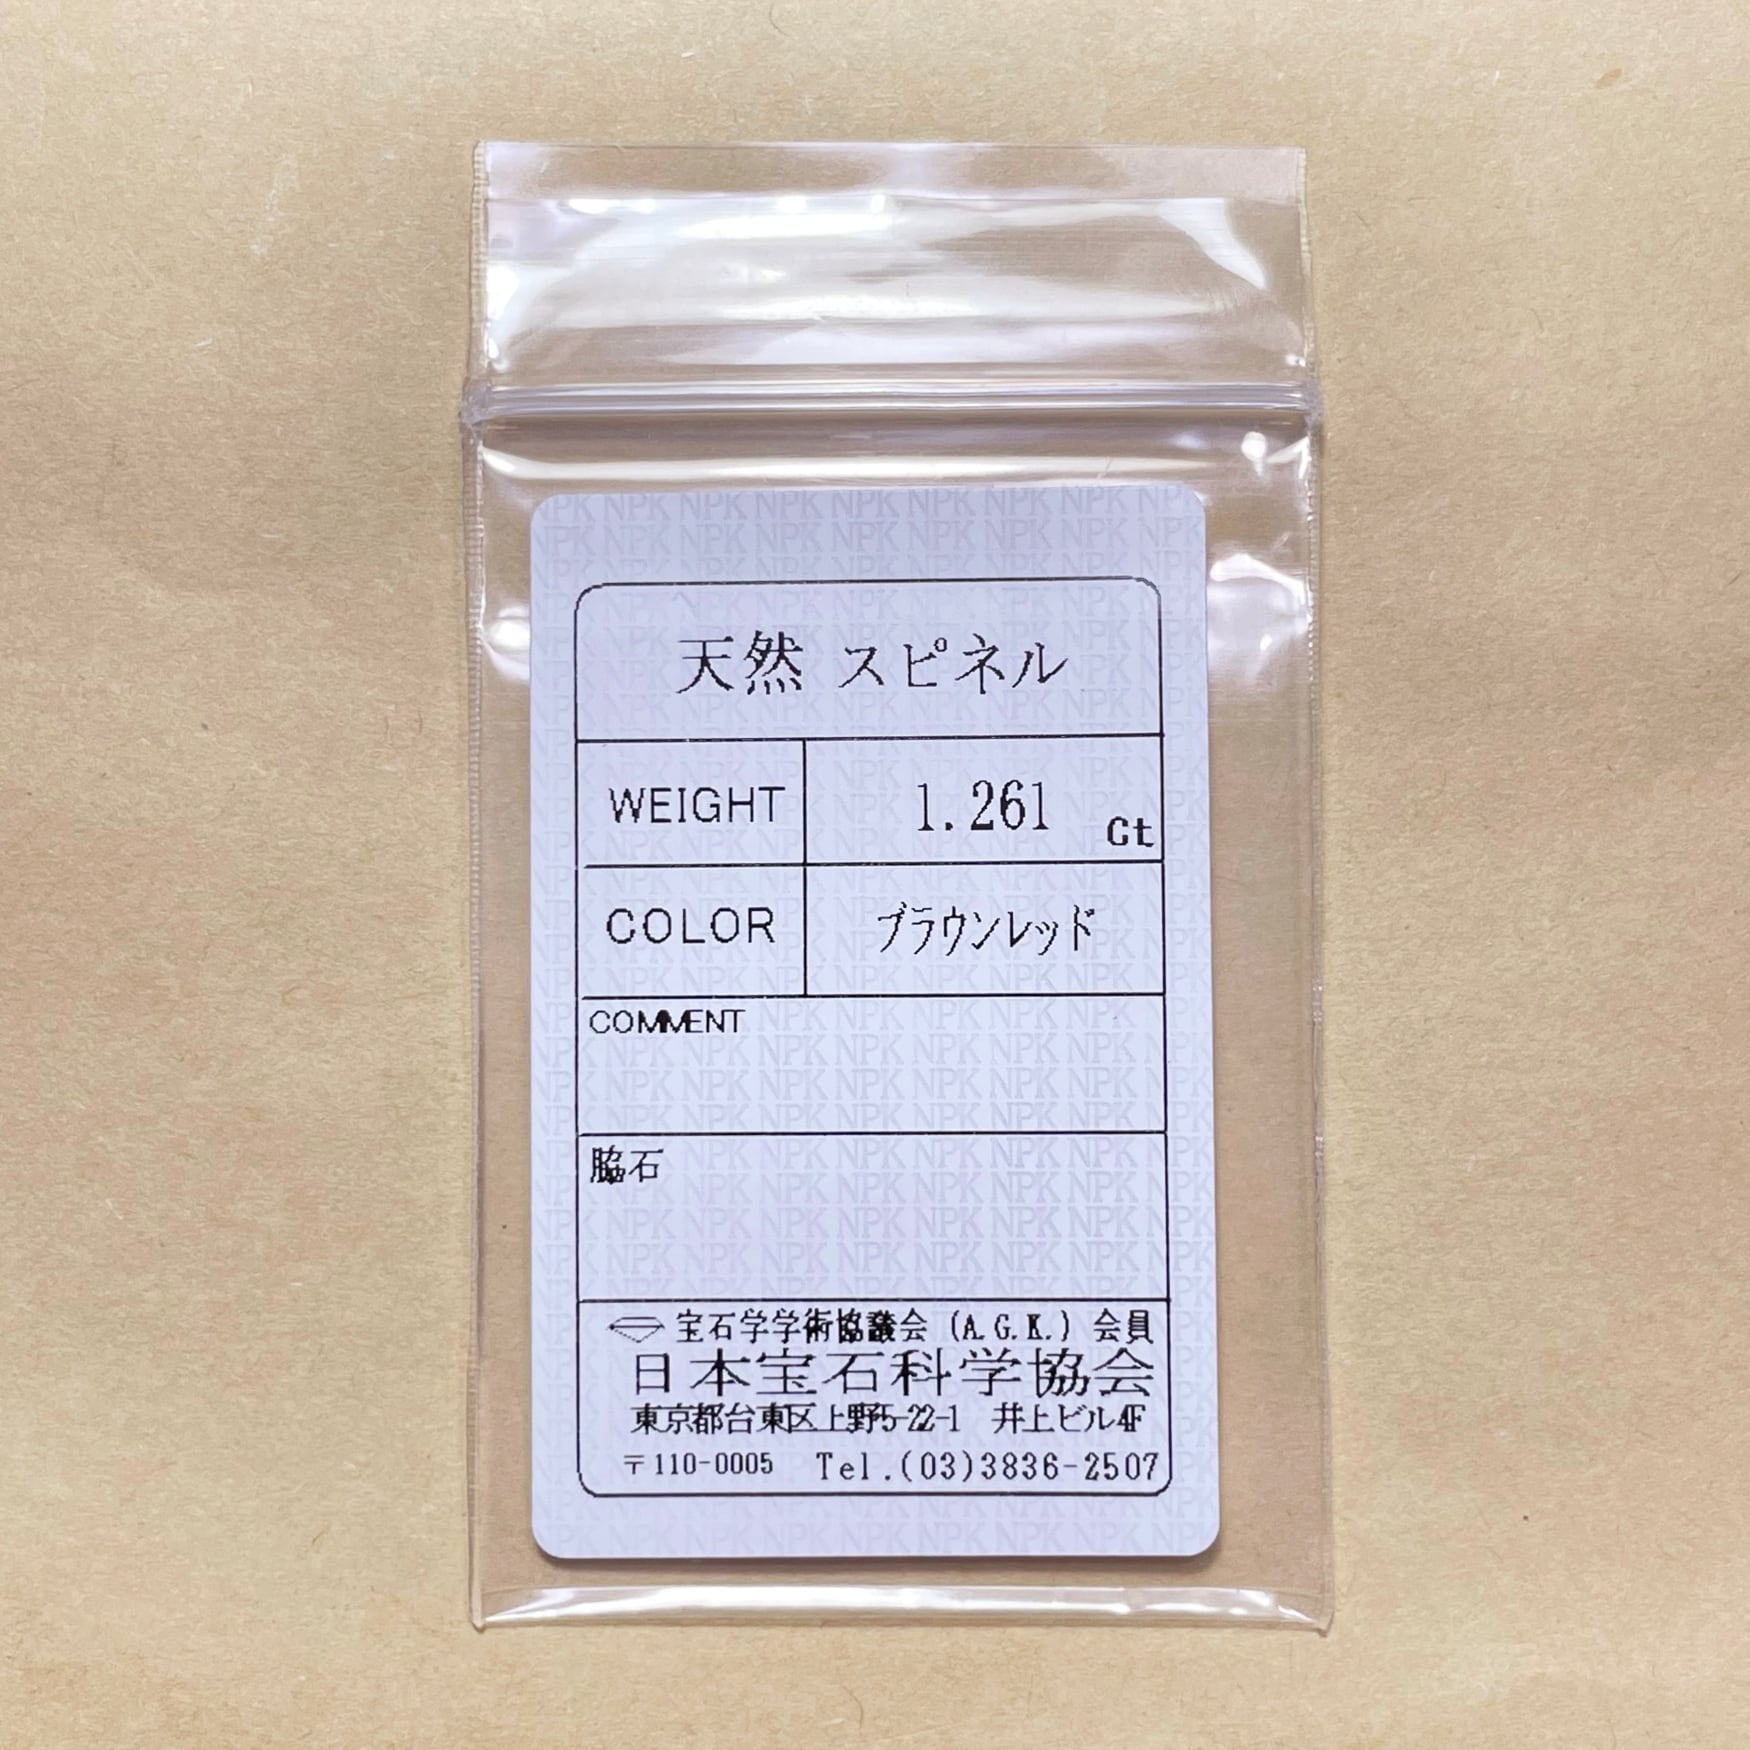 天然 スピネル
WEIGHT 1.261 Ct
COLOR ブラウンレッド
COMMENT
脇石
宝石学学術協議会 (A.G.K.) 会員
日本宝石科学協会
東京都台東区上野5-22-1 井上ビル4F
〒110-0005 Tel.(03)3836-2507